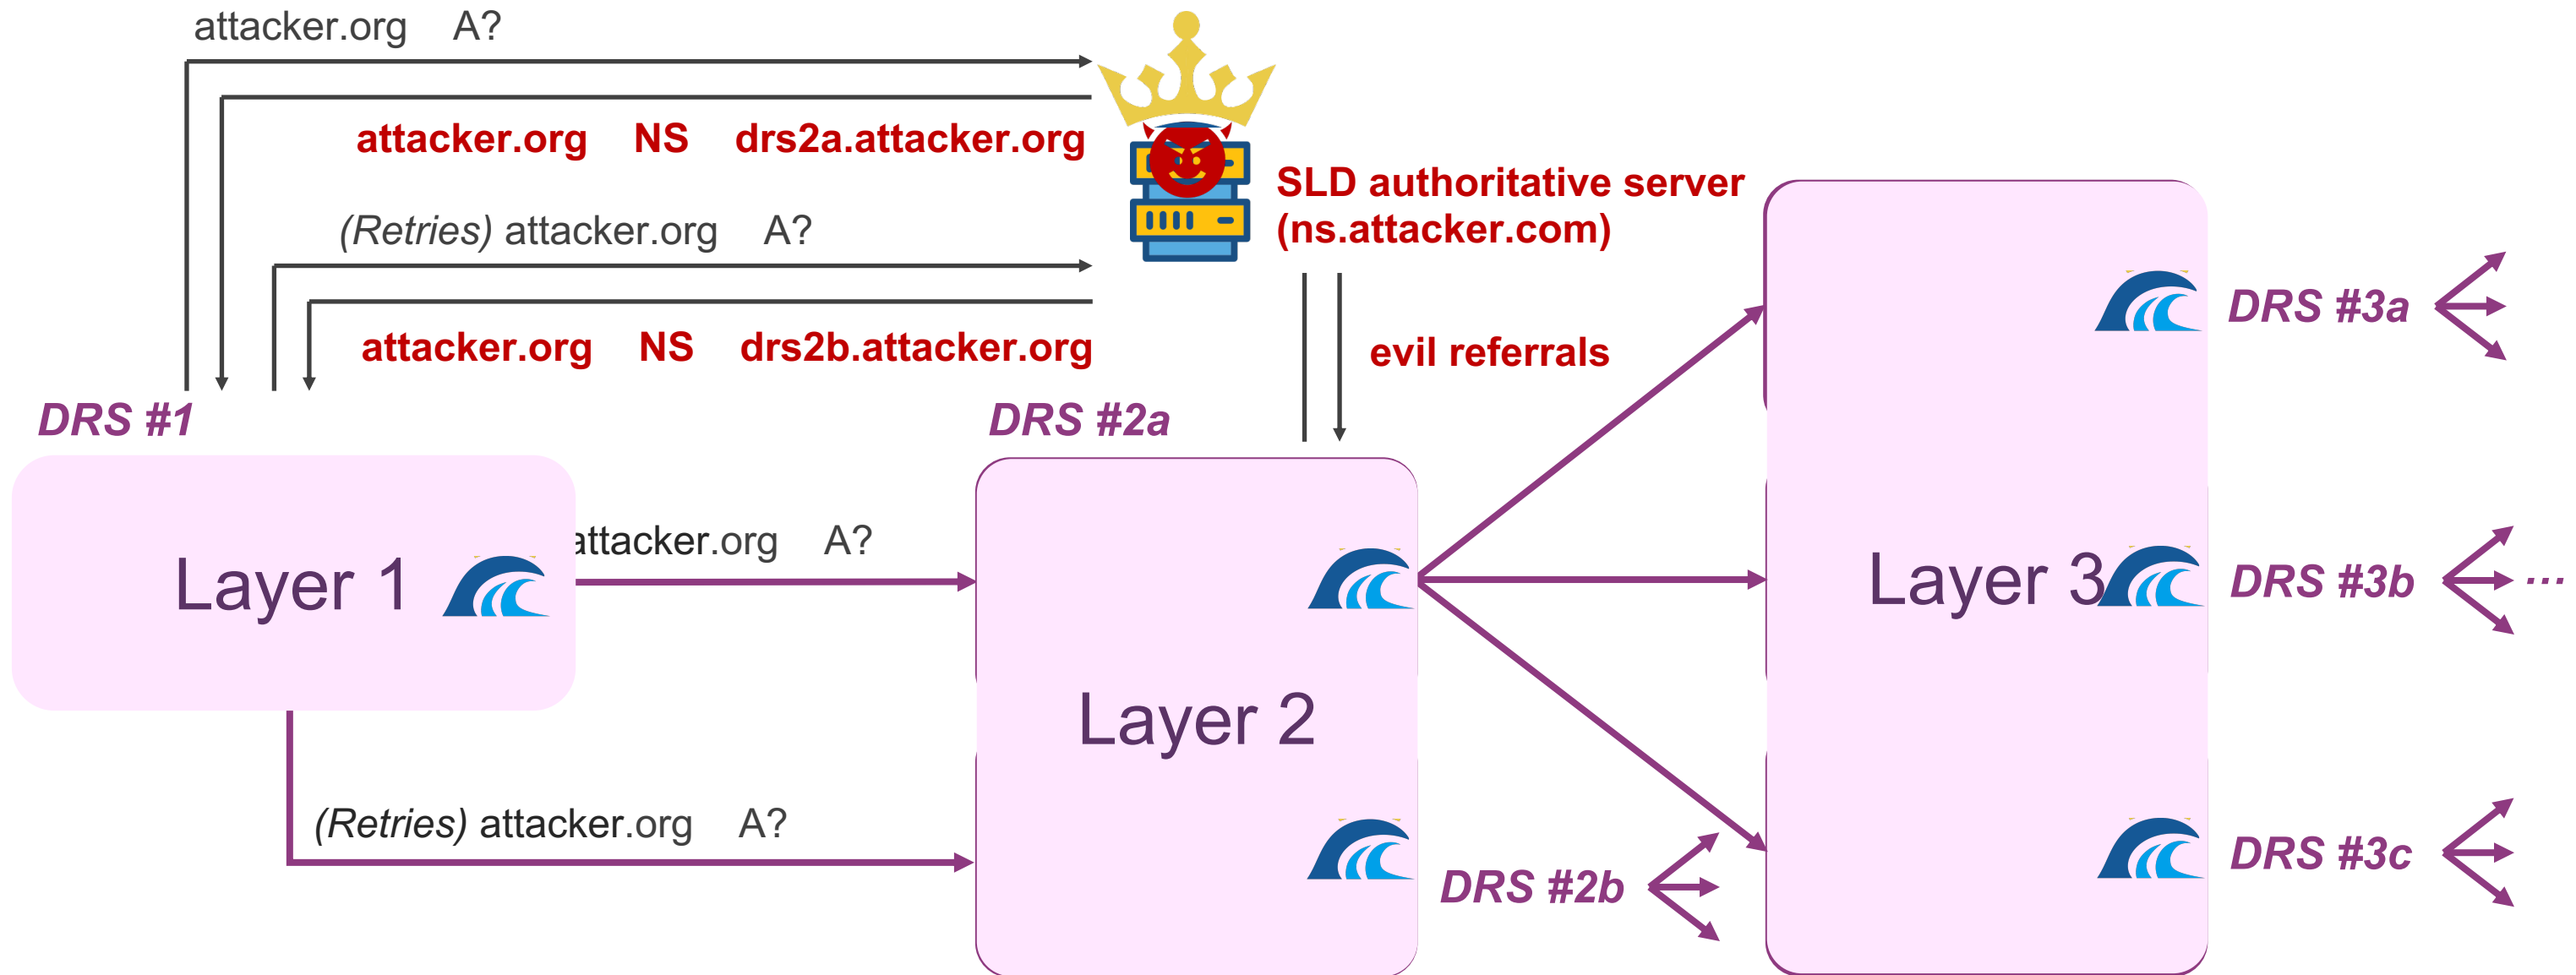 attacker.org A?
attacker.org NS drs2a.attacker.org
SLD authoritative server
(ns.attacker.com)
(Retries) attacker.org A?
attacker.org NS drs2b.attacker.org
evil referrals
DRS #1
DRS #2a
DRS #3a
attacker.org A?
Layer 1
Layer 2
Layer 3
DRS #3b
...
(Retries) attacker.org A?
DRS #2b
DRS #3c